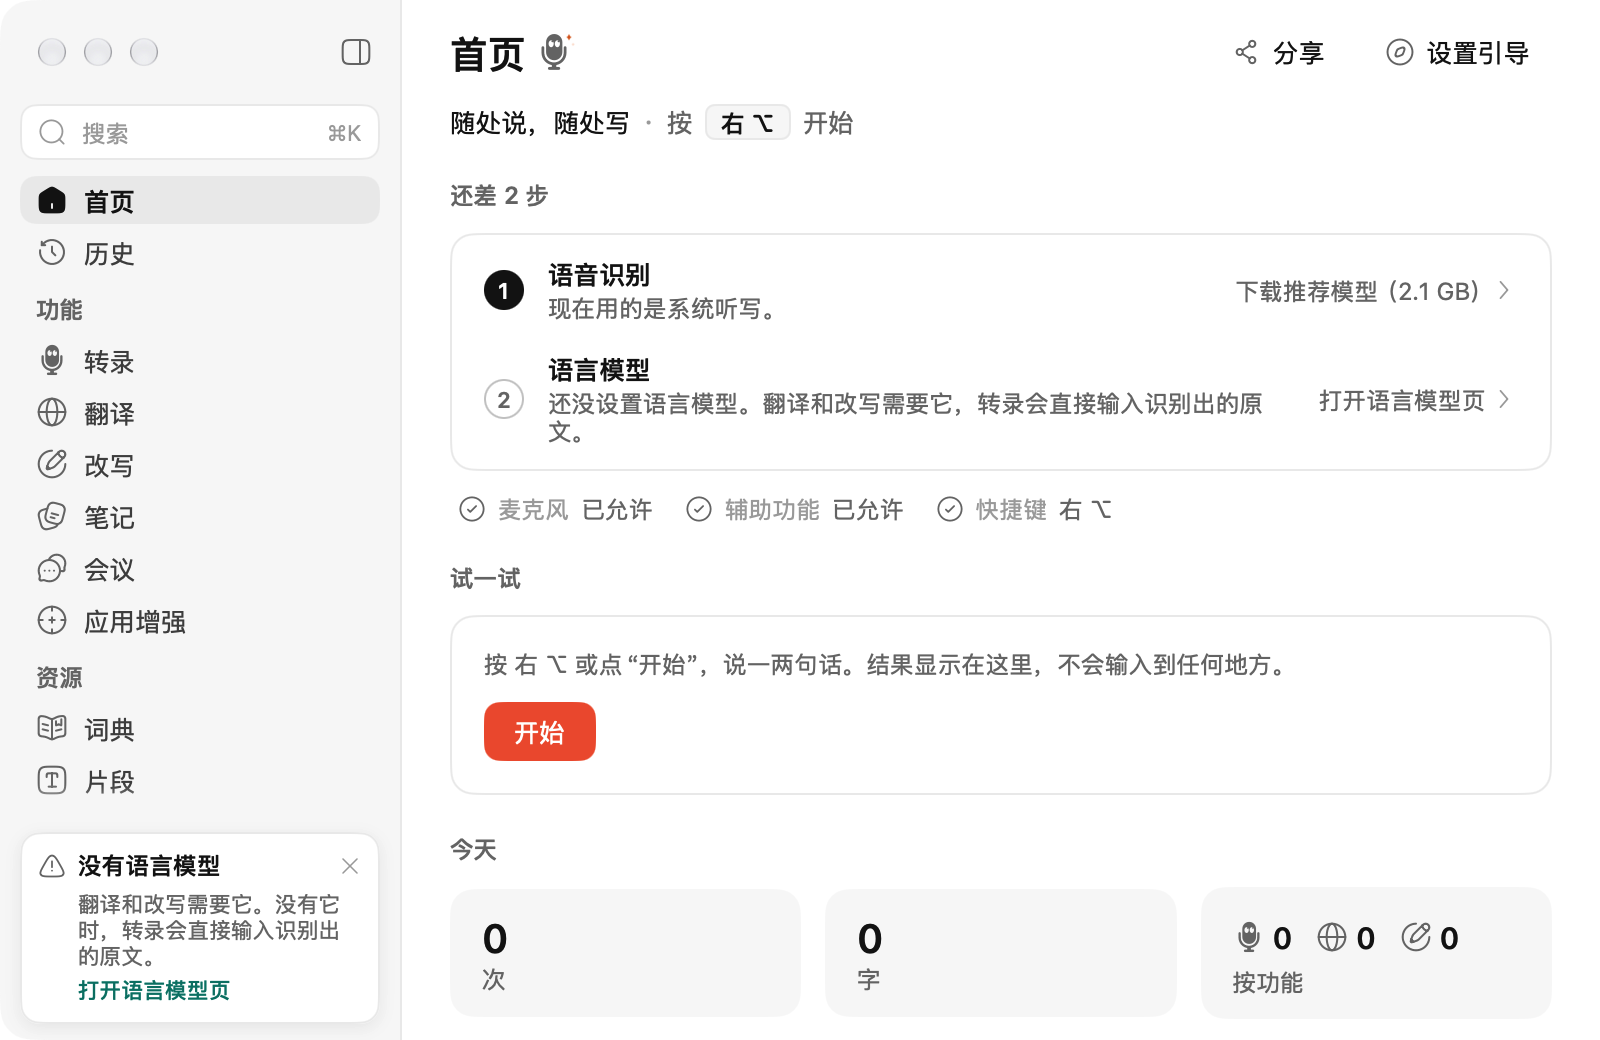 搜索 ⌘K
首页
历史
功能
转录
翻译
改写
笔记
会议
应用增强
资源
词典
片段
没有语言模型
翻译和改写需要它。没有它
时，转录会直接输入识别出
的原文。
打开语言模型页
首页
分享
设置引导
随处说，随处写 · 按 右 ⌥ 开始
还差 2 步
1
语音识别
现在用的是系统听写。
下载推荐模型（2.1 GB）
2
语言模型
还没设置语言模型。翻译和改写需要它，转录会直接输入识别出的原
文。
打开语言模型页
麦克风 已允许
辅助功能 已允许
快捷键 右 ⌥
试一试
按 右 ⌥ 或点 “开始”，说一两句话。结果显示在这里，不会输入到任何地方。
开始
今天
0
次
0
字
0 0 0
按功能